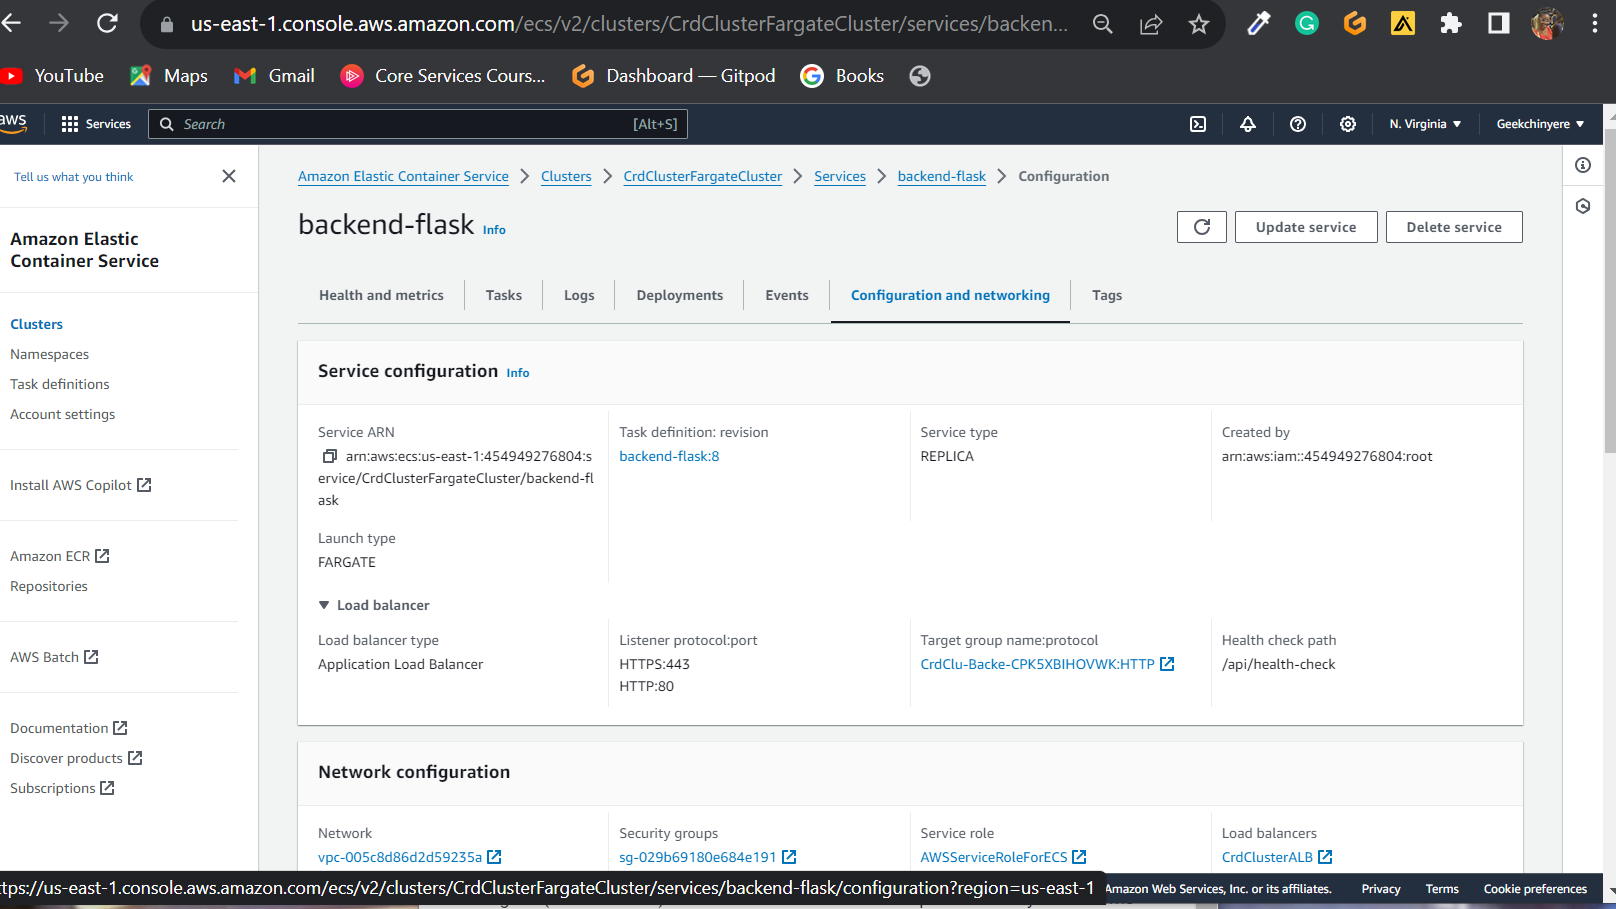 us-east-1.console.aws.amazon.com/ecs/v2/clusters/CrdClusterFargateCluster/services/backen...
YouTube Maps Gmail Core Services Cours... Dashboard — Gitpod Books
aws Services Search [Alt+S] N. Virginia Geekchinyere
Tell us what you think
Amazon Elastic Container Service Clusters CrdClusterFargateCluster Services backend-flask Configuration
backend-flask Info
Update service Delete service
Amazon Elastic
Container Service
Clusters
Namespaces
Task definitions
Account settings
Install AWS Copilot
Amazon ECR
Repositories
AWS Batch
Documentation
Discover products
Subscriptions
Health and metrics Tasks Logs Deployments Events Configuration and networking Tags
Service configuration Info
Service ARN
arn:aws:ecs:us-east-1:454949276804:s
ervice/CrdClusterFargateCluster/backend-fl
ask
Task definition: revision
backend-flask:8
Service type
REPLICA
Created by
arn:aws:iam::454949276804:root
Launch type
FARGATE
Load balancer
Load balancer type
Application Load Balancer
Listener protocol:port
HTTPS:443
HTTP:80
Target group name:protocol
CrdClu-Backe-CPK5XBIHOVWK:HTTP
Health check path
/api/health-check
Network configuration
Network
vpc-005c8d86d2d59235a
Security groups
sg-029b69180e684e191
Service role
AWSServiceRoleForECS
Load balancers
CrdClusterALB
ttps://us-east-1.console.aws.amazon.com/ecs/v2/clusters/CrdClusterFargateCluster/services/backend-flask/configuration?region=us-east-1
Amazon Web Services, Inc. or its affiliates. Privacy Terms Cookie preferences